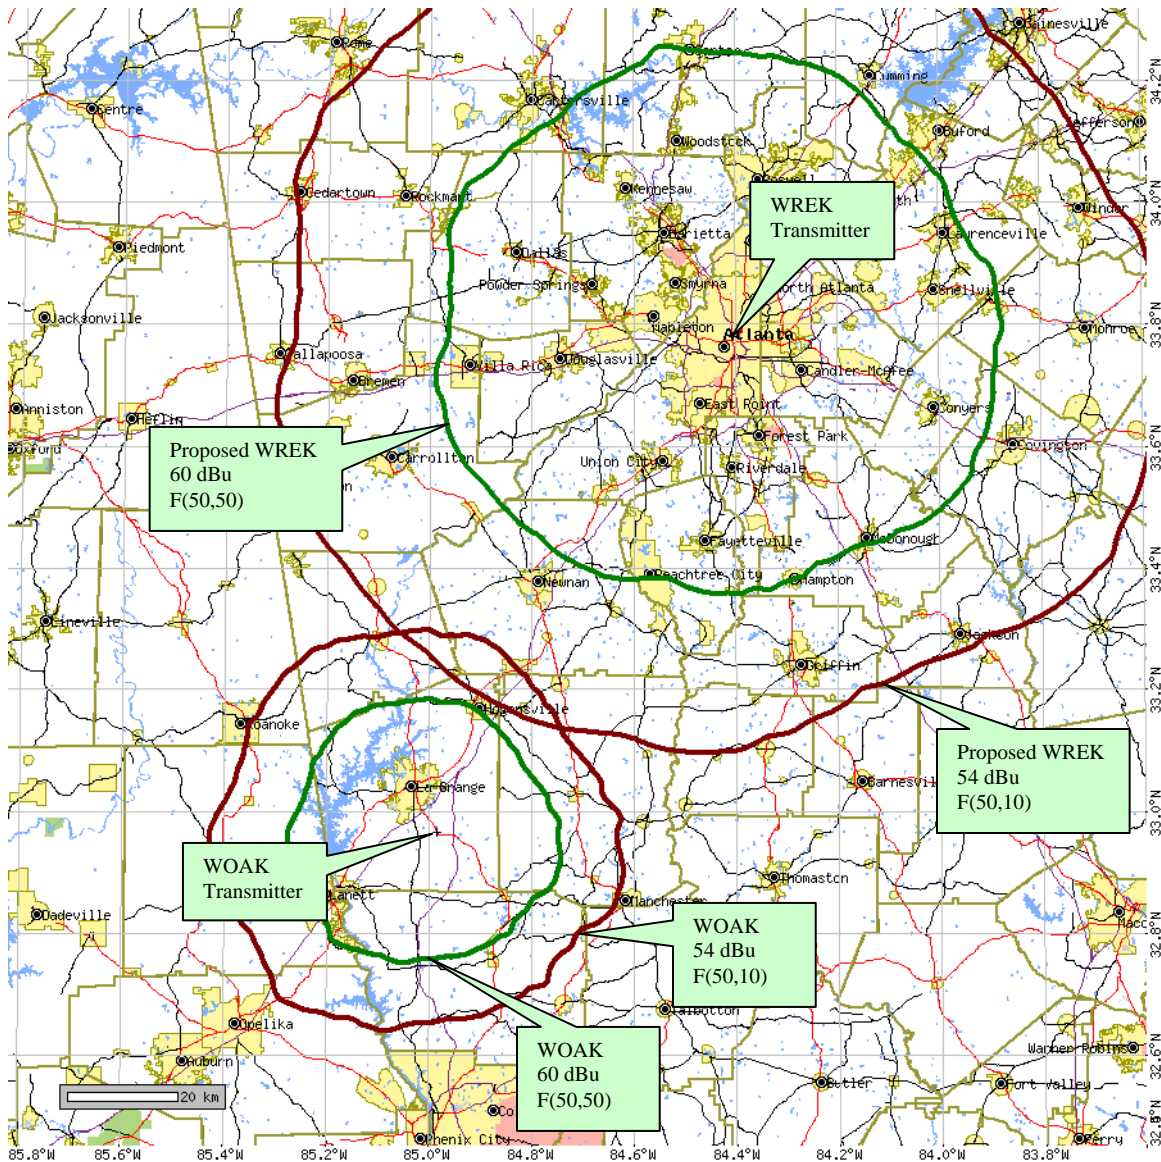 Rome
Gainesville
Canton
Cumming
34.2°N
Centre
Cartersville
Buford
Jefferson
Woodstock
Roswell
Cedartown
Rockmart
Kennesaw
WREK
Transmitter
34.0°N
Winder
Piedmont
Marietta
Lawrenceville
Dallas
Powder Springs
Smyrna
North Atlanta
Snellville
Jacksonville
Mableton
Atlanta
33.8°N
Monroe
Tallapoosa
Villa Rica
Douglasville
Candler-McAfee
Bremen
Anniston
Heflin
East Point
Conyers
Proposed WREK
60 dBu
F(50,50)
Oxford
Carrollton
Union City
Forest Park
Riverdale
Covington
33.6°N
Fayetteville
McDonough
Newnan
Peachtree City
Hampton
33.4°N
Lineville
Jackson
Griffin
33.2°N
Roanoke
Hogansville
Proposed WREK
54 dBu
F(50,10)
La Grange
Barnesvil
33.0°N
WOAK
Transmitter
Lanett
Thomaston
Manchester
Dadeville
Macc
WOAK
54 dBu
F(50,10)
32.8°N
Opelika
Talbotton
Auburn
WOAK
60 dBu
F(50,50)
Warner Robins
32.6°N
20 km
Butler
Fort Valley
Co
Phenix City
Perry
85.8°W
85.6°W
85.4°W
85.2°W
85.0°W
84.8°W
84.6°W
84.4°W
84.2°W
84.0°W
83.8°W